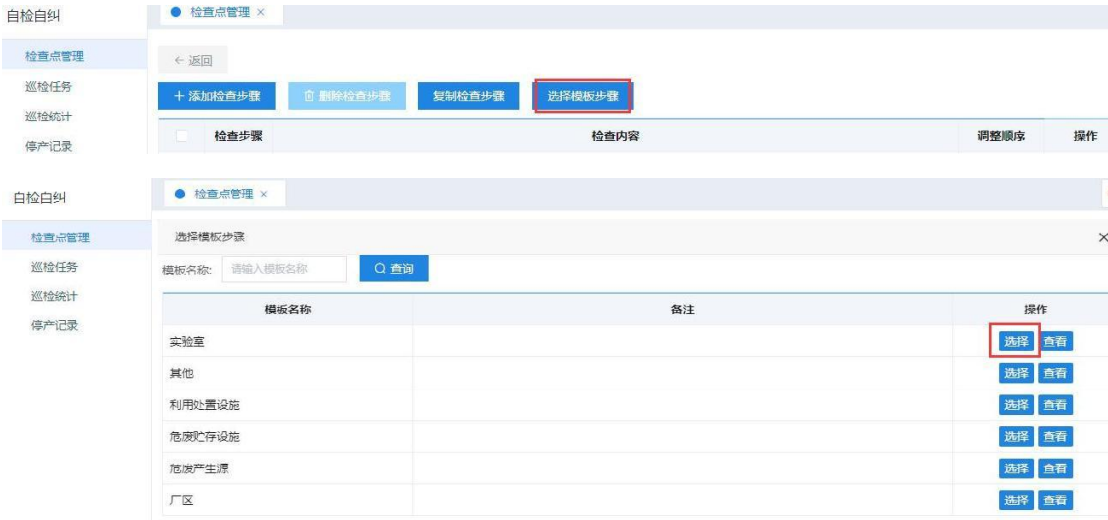 自检自纠
检查点管理 ×
检查点管理
← 返回
巡检任务
+ 添加检查步骤 删除检查步骤 复制检查步骤 选择模板步骤
巡检统计
检查步骤 检查内容 调整顺序 操作
停产记录
自检自纠
检查点管理 ×
检查点管理
选择模板步骤 ×
巡检任务
模板名称: 请输入模板名称 查询
巡检统计
模板名称 备注 操作
停产记录
实验室 选择 查看
其他 选择 查看
利用处置设施 选择 查看
危废贮存设施 选择 查看
危废产生源 选择 查看
厂区 选择 查看